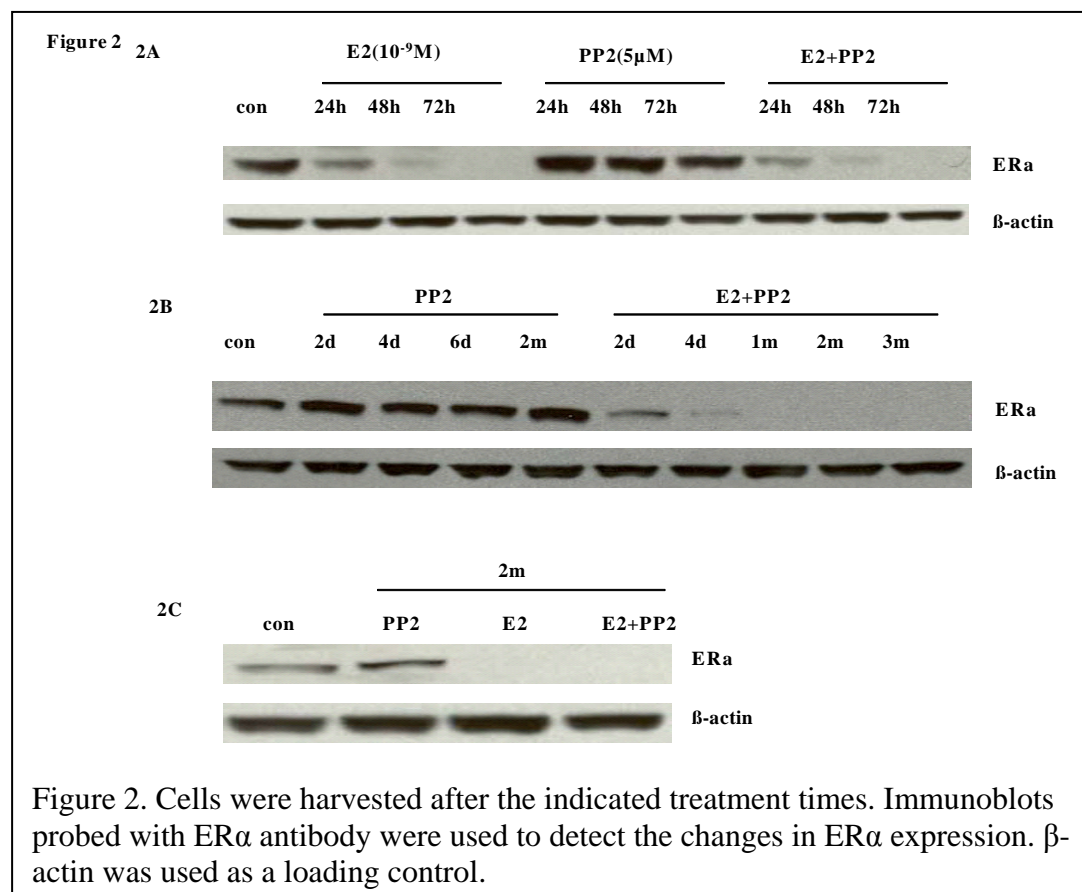 Figure 2 2A
E2(10⁻⁹M) PP2(5µM) E2+PP2
con 24h 48h 72h 24h 48h 72h 24h 48h 72h
ERa
ß-actin
2B
PP2 E2+PP2
con 2d 4d 6d 2m 2d 4d 1m 2m 3m
ERa
ß-actin
2m
2C
con PP2 E2 E2+PP2
ERa
ß-actin
Figure 2. Cells were harvested after the indicated treatment times. Immunoblots
probed with ERα antibody were used to detect the changes in ERα expression. β-
actin was used as a loading control.